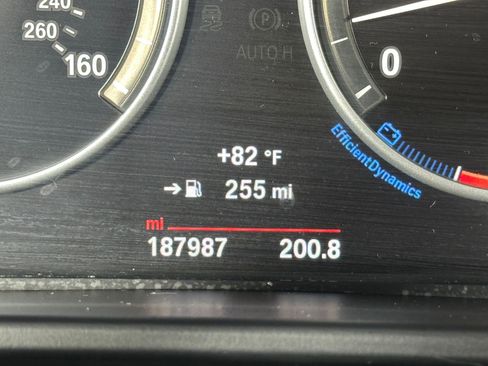 240
260
160
(P)
AUTO H
0
EfficientDynamics
+82 °F
255 mi
mi
187987 200.8